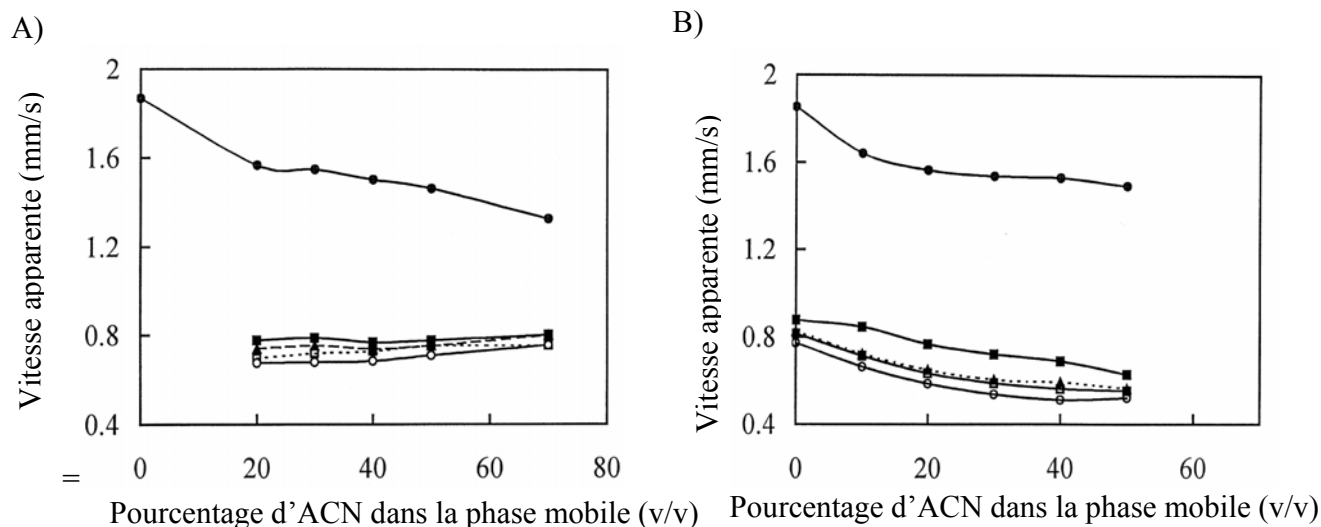 A)
Vitesse apparente (mm/s)
2
1.6
1.2
0.8
0.4
0 20 40 60 80
=
Pourcentage d’ACN dans la phase mobile (v/v)
B)
Vitesse apparente (mm/s)
2
1.6
1.2
0.8
0.4
0 20 40 60
Pourcentage d’ACN dans la phase mobile (v/v)